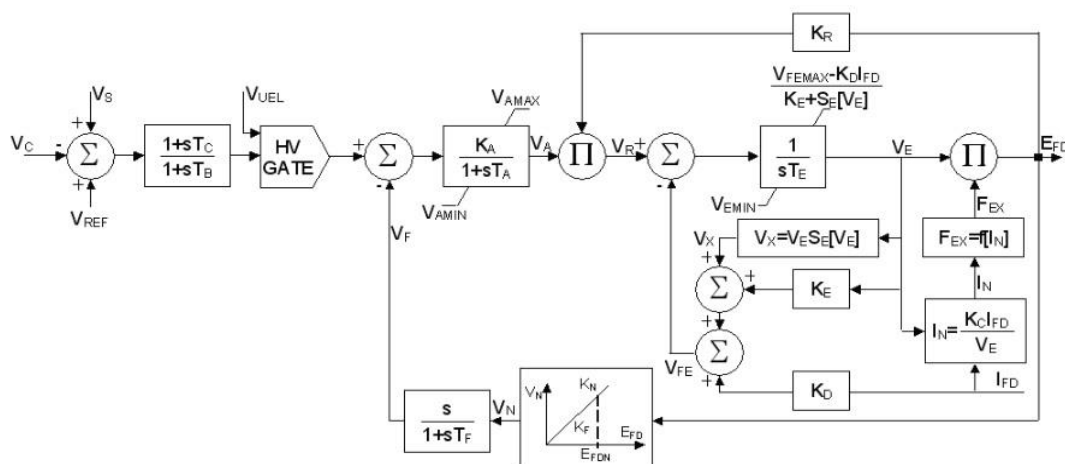 K_R
V_FEMAX-K_DI_FD
K_E+S_E[V_E]
V_S
V_UEL
V_AMAX
V_C
-
+
+
Σ
1+sT_C
1+sT_B
HV
GATE
+
-
Σ
K_A
1+sT_A
V_A
Π
V_R
+
-
Σ
1
sT_E
V_E
Π
E_FD
V_REF
V_AMIN
V_EMIN
F_EX
V_F
V_X
V_X=V_ES_E[V_E]
F_EX=f[I_N]
+
+
Σ
K_E
I_N
+
Σ
I_N=
K_CI_FD
V_E
V_FE
+
K_D
I_FD
s
1+sT_F
V_N
V_N
K_N
K_F
E_FD
E_FDN